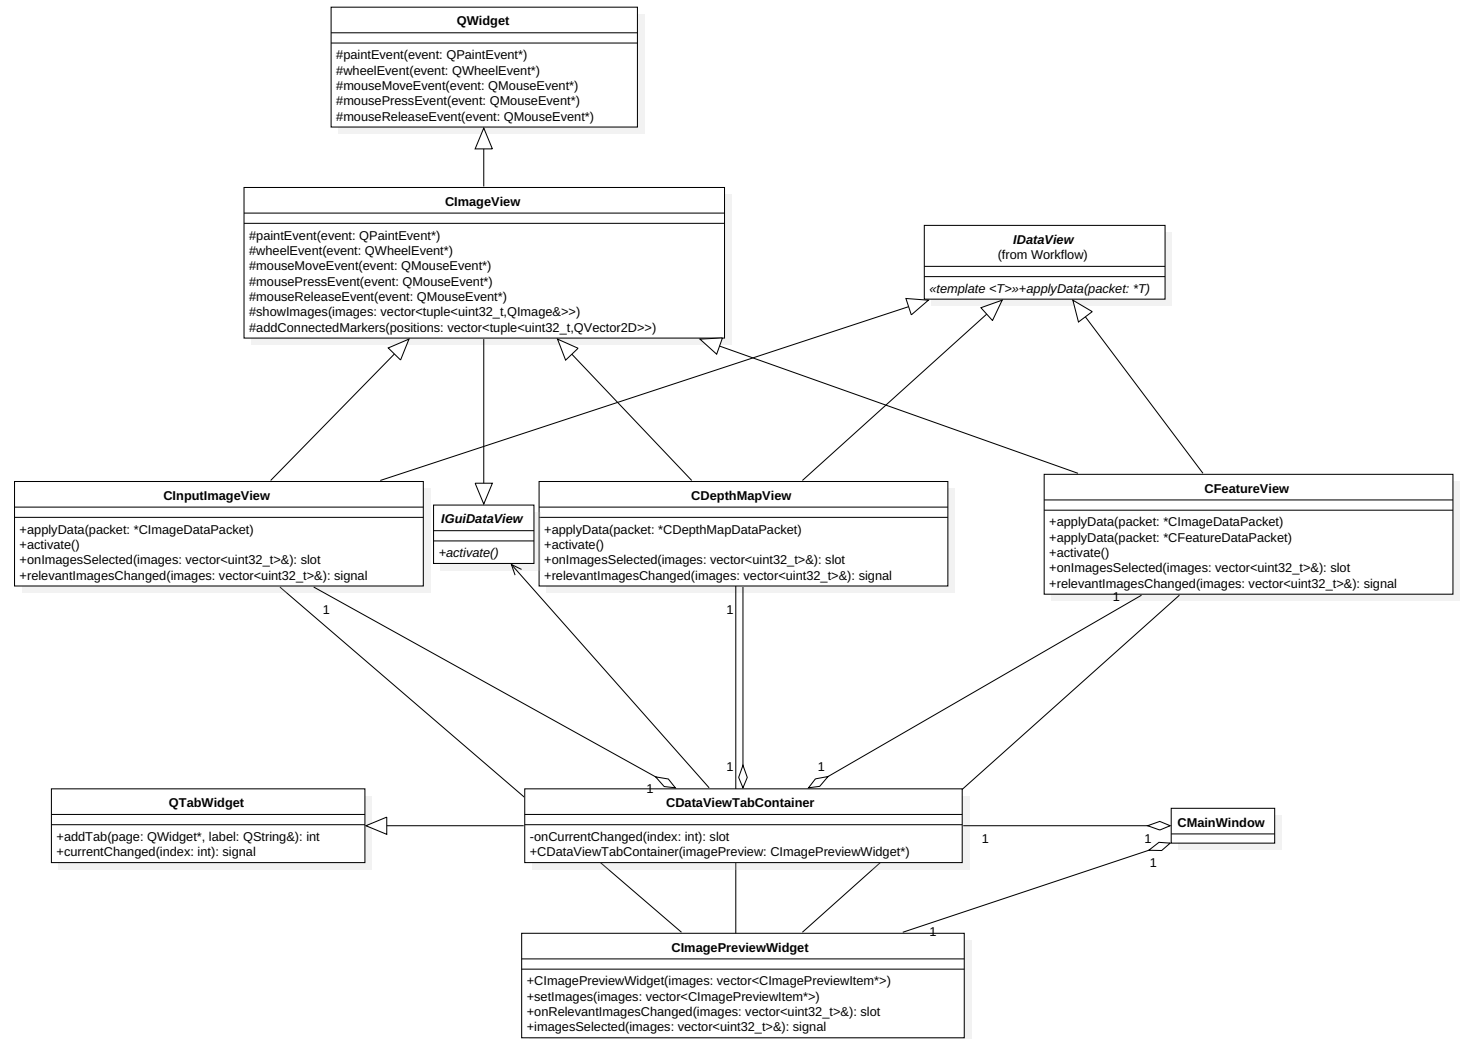 QWidget
#paintEvent(event: QPaintEvent*)
#wheelEvent(event: QWheelEvent*)
#mouseMoveEvent(event: QMouseEvent*)
#mousePressEvent(event: QMouseEvent*)
#mouseReleaseEvent(event: QMouseEvent*)
CImageView
#paintEvent(event: QPaintEvent*)
#wheelEvent(event: QWheelEvent*)
#mouseMoveEvent(event: QMouseEvent*)
#mousePressEvent(event: QMouseEvent*)
#mouseReleaseEvent(event: QMouseEvent*)
#showImages(images: vector<tuple<uint32_t,QImage&>>)
#addConnectedMarkers(positions: vector<tuple<uint32_t,QVector2D>>)
IDataView
(from Workflow)
«template <T>»+applyData(packet: *T)
CInputImageView
+applyData(packet: *CImageDataPacket)
+activate()
+onImagesSelected(images: vector<uint32_t>&): slot
+relevantImagesChanged(images: vector<uint32_t>&): signal
IGuiDataView
+activate()
CDepthMapView
+applyData(packet: *CDepthMapDataPacket)
+activate()
+onImagesSelected(images: vector<uint32_t>&): slot
+relevantImagesChanged(images: vector<uint32_t>&): signal
CFeatureView
+applyData(packet: *CImageDataPacket)
+applyData(packet: *CFeatureDataPacket)
+activate()
+onImagesSelected(images: vector<uint32_t>&): slot
+relevantImagesChanged(images: vector<uint32_t>&): signal
1
1
1
1
1
1
QTabWidget
+addTab(page: QWidget*, label: QString&): int
+currentChanged(index: int): signal
CDataViewTabContainer
-onCurrentChanged(index: int): slot
+CDataViewTabContainer(imagePreview: CImagePreviewWidget*)
CMainWindow
1
1
1
1
CImagePreviewWidget
+CImagePreviewWidget(images: vector<CImagePreviewItem*>)
+setImages(images: vector<CImagePreviewItem*>)
+onRelevantImagesChanged(images: vector<uint32_t>&): slot
+imagesSelected(images: vector<uint32_t>&): signal